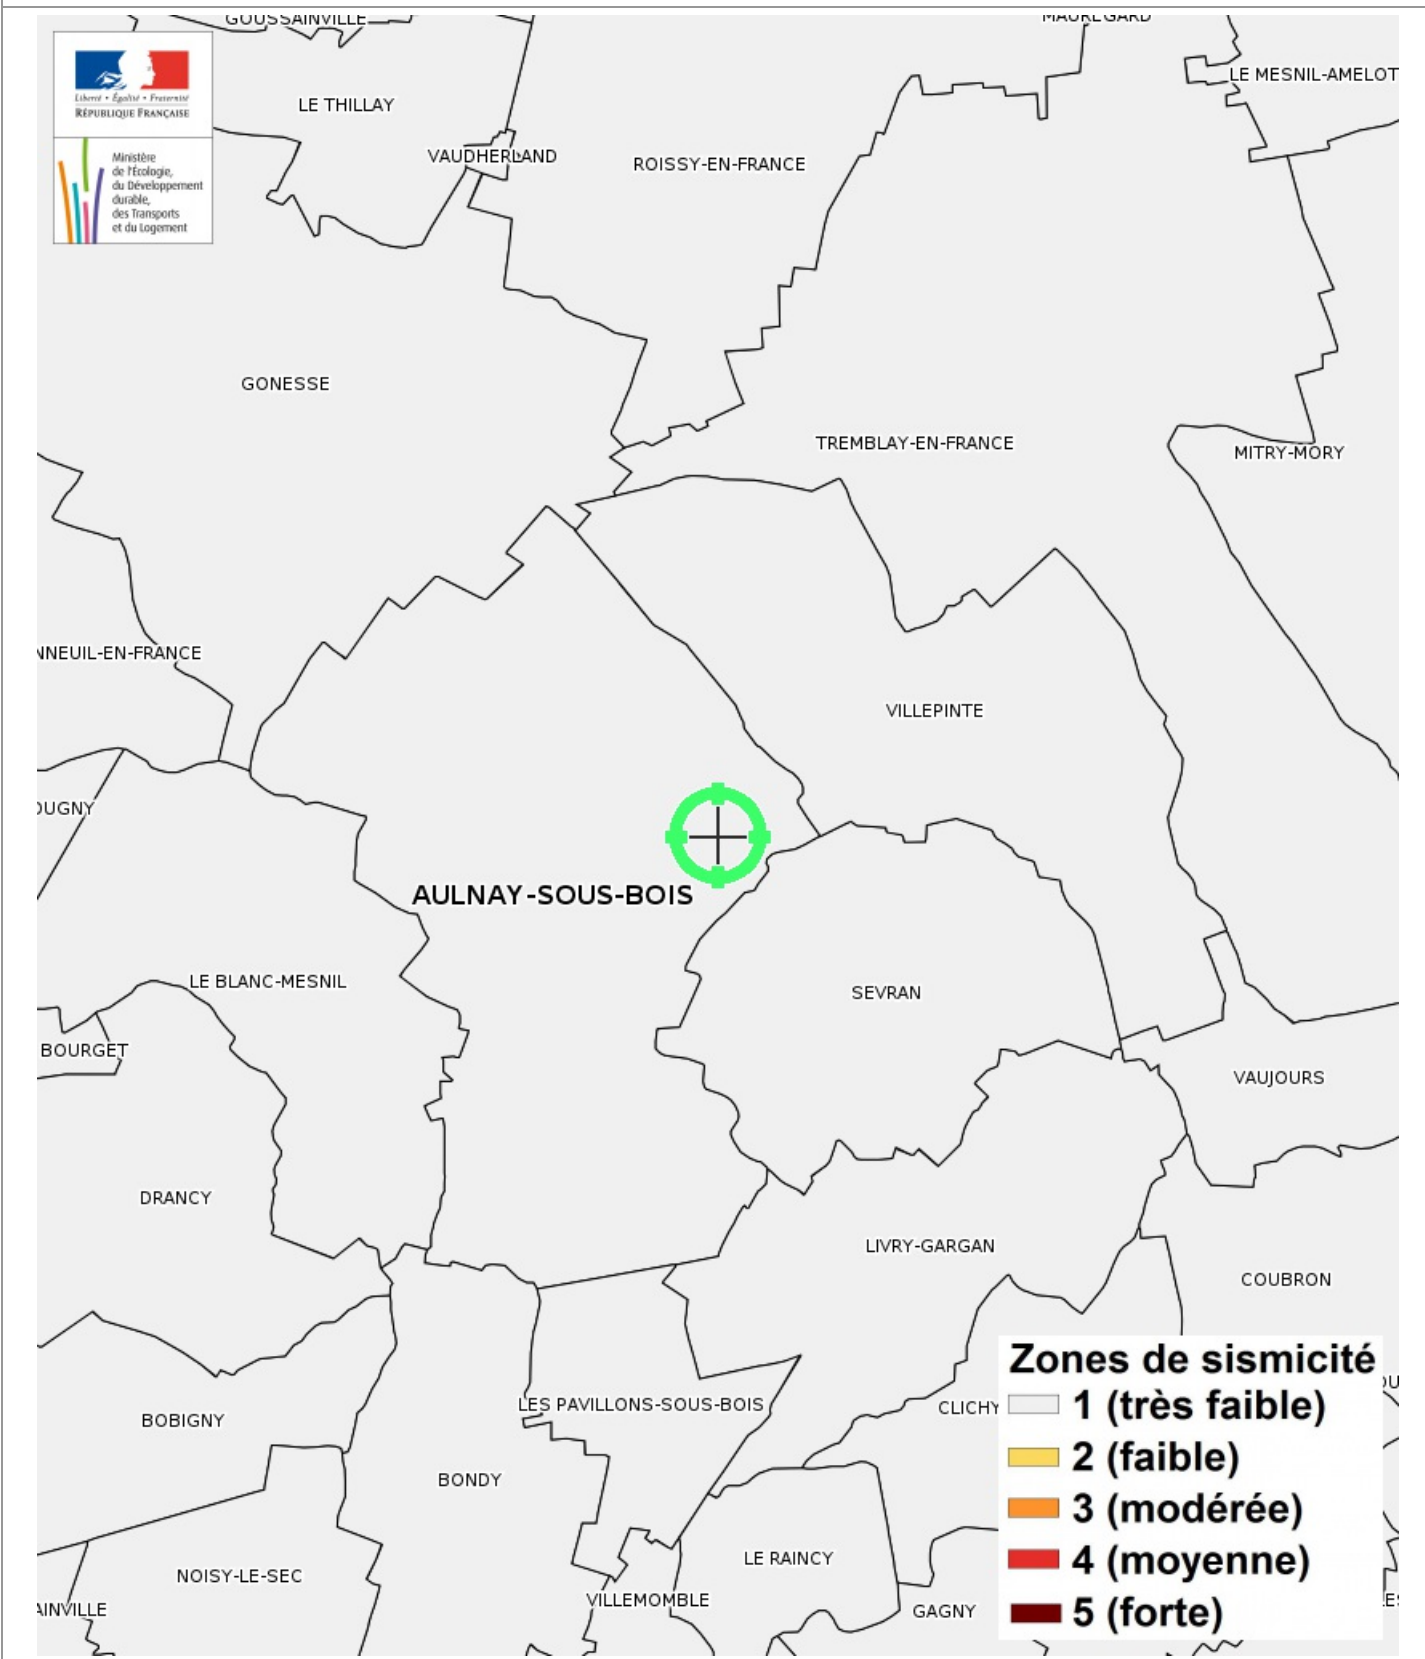 GOUSSAINVILLE
MAUREGARD
LE MESNIL-AMELOT
Liberté • Égalité • Fraternité
RÉPUBLIQUE FRANÇAISE
LE THILLAY
VAUDHERLAND
ROISSY-EN-FRANCE
Ministère
de l'Écologie,
du Développement
durable,
des Transports
et du Logement
GONESSE
TREMBLAY-EN-FRANCE
MITRY-MORY
NNEUIL-EN-FRANCE
VILLEPINTE
OUGNY
AULNAY-SOUS-BOIS
LE BLANC-MESNIL
SEVRAN
BOURGET
VAUJOURS
DRANCY
LIVRY-GARGAN
COUBRON
LES PAVILLONS-SOUS-BOIS
CLICHY
BOBIGNY
BONDY
LE RAINCY
NOISY-LE-SEC
VILLEMOMBLE
GAGNY
AINVILLE
Zones de sismicité
1 (très faible)
2 (faible)
3 (modérée)
4 (moyenne)
5 (forte)